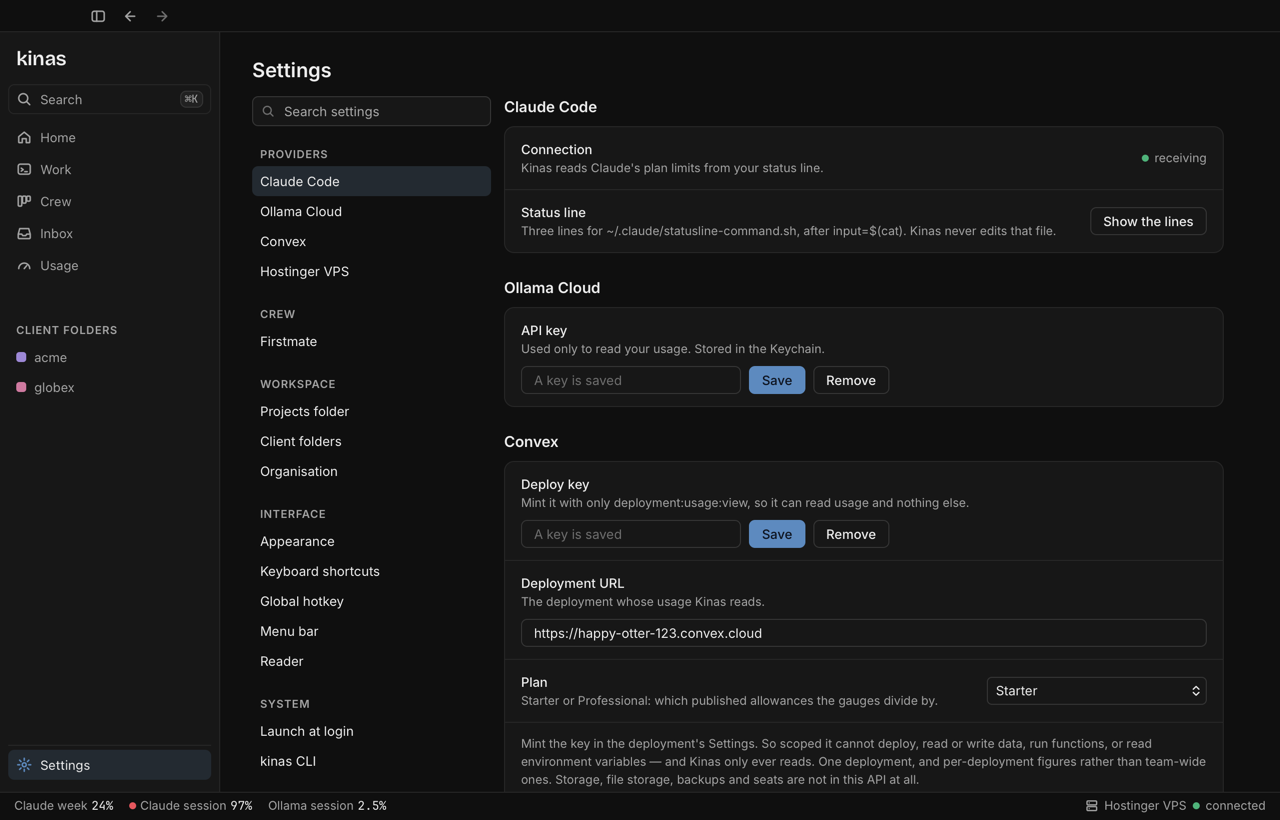 kinas
Search ⌘K
Home
Work
Crew
Inbox
Usage
CLIENT FOLDERS
acme
globex
Settings
Settings
Search settings
PROVIDERS
Claude Code
Ollama Cloud
Convex
Hostinger VPS
CREW
Firstmate
WORKSPACE
Projects folder
Client folders
Organisation
INTERFACE
Appearance
Keyboard shortcuts
Global hotkey
Menu bar
Reader
SYSTEM
Launch at login
kinas CLI
Claude Code
Connection
Kinas reads Claude's plan limits from your status line.
receiving
Status line
Three lines for ~/.claude/statusline-command.sh, after input=$(cat). Kinas never edits that file.
Show the lines
Ollama Cloud
API key
Used only to read your usage. Stored in the Keychain.
A key is saved Save Remove
Convex
Deploy key
Mint it with only deployment:usage:view, so it can read usage and nothing else.
A key is saved Save Remove
Deployment URL
The deployment whose usage Kinas reads.
https://happy-otter-123.convex.cloud
Plan
Starter or Professional: which published allowances the gauges divide by.
Starter
Mint the key in the deployment's Settings. So scoped it cannot deploy, read or write data, run functions, or read
environment variables — and Kinas only ever reads. One deployment, and per-deployment figures rather than team-wide
ones. Storage, file storage, backups and seats are not in this API at all.
Claude week 24% Claude session 97% Ollama session 2.5% Hostinger VPS connected